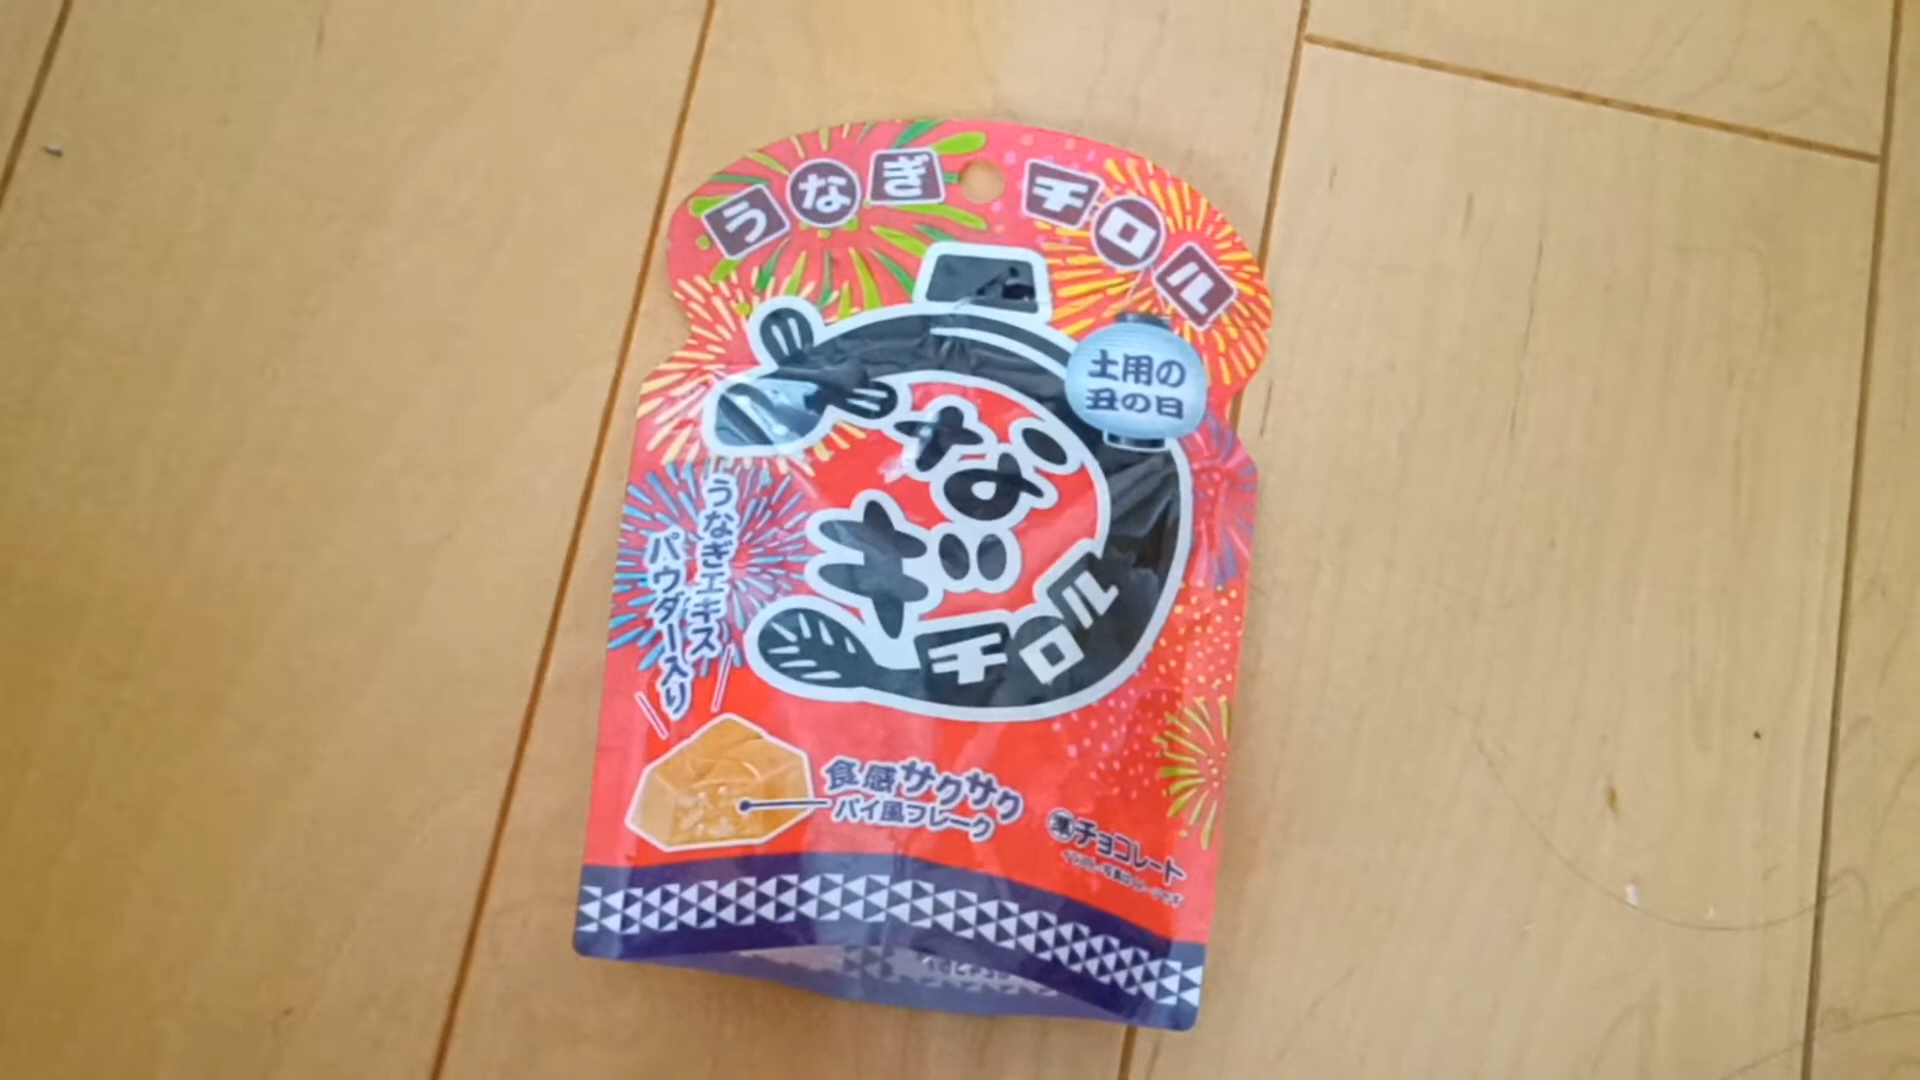 うなぎ チロル
土用の
丑の日
うなぎ
チロル
うなぎエキス
パウダー入り
食感サクサク
パイ風フレーク
準チョコレート